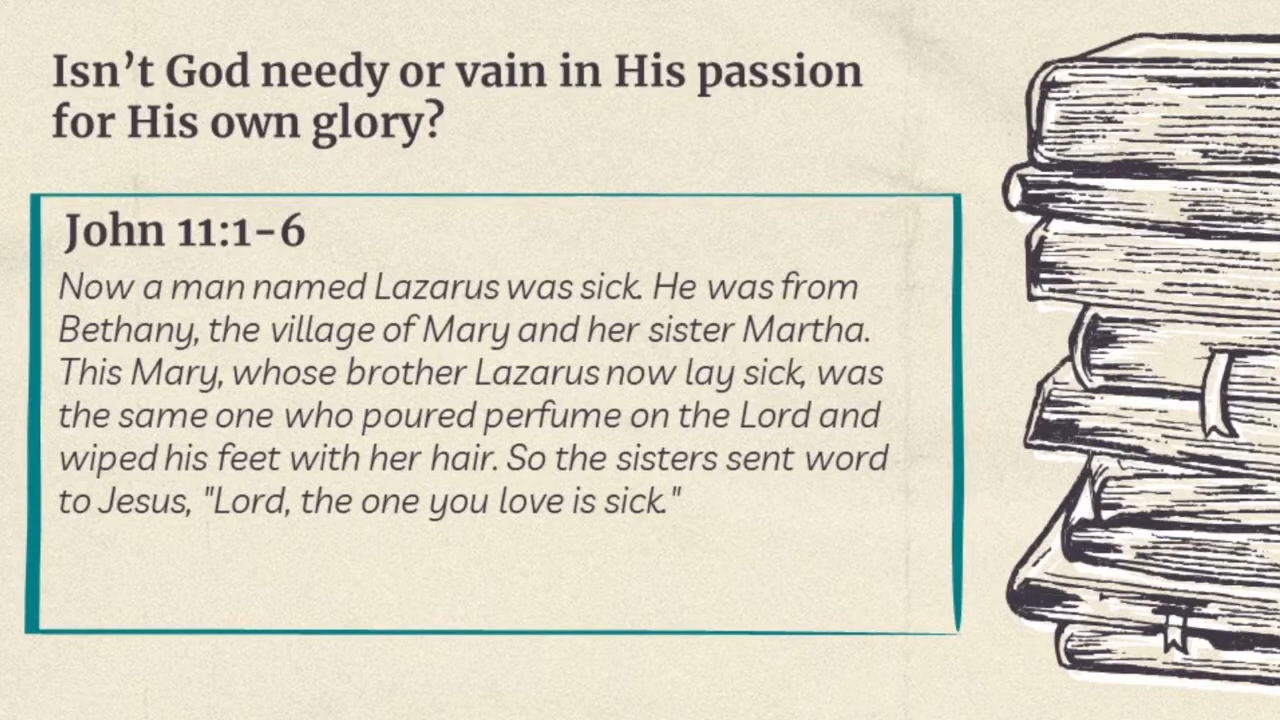 Isn’t God needy or vain in His passion
for His own glory?
John 11:1–6
Now a man named Lazarus was sick. He was from
Bethany, the village of Mary and her sister Martha.
This Mary, whose brother Lazarus now lay sick, was
the same one who poured perfume on the Lord and
wiped his feet with her hair. So the sisters sent word
to Jesus, "Lord, the one you love is sick."